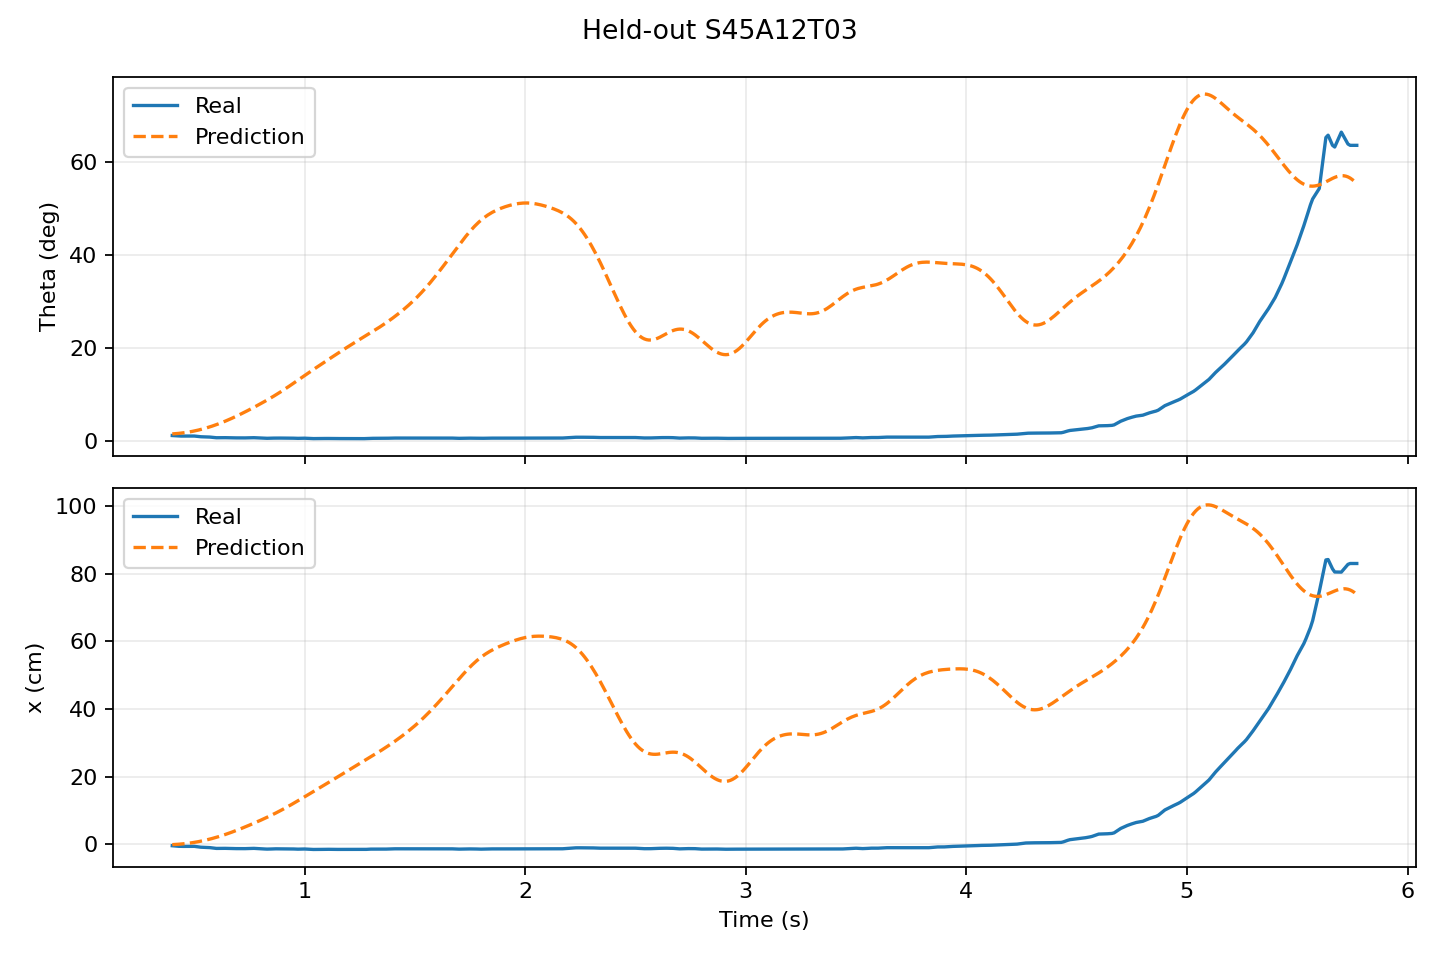 Held-out S45A12T03
Real
Prediction
60
40
20
0
Theta (deg)
Real
Prediction
100
80
60
40
20
0
x (cm)
1 2 3 4 5 6
Time (s)